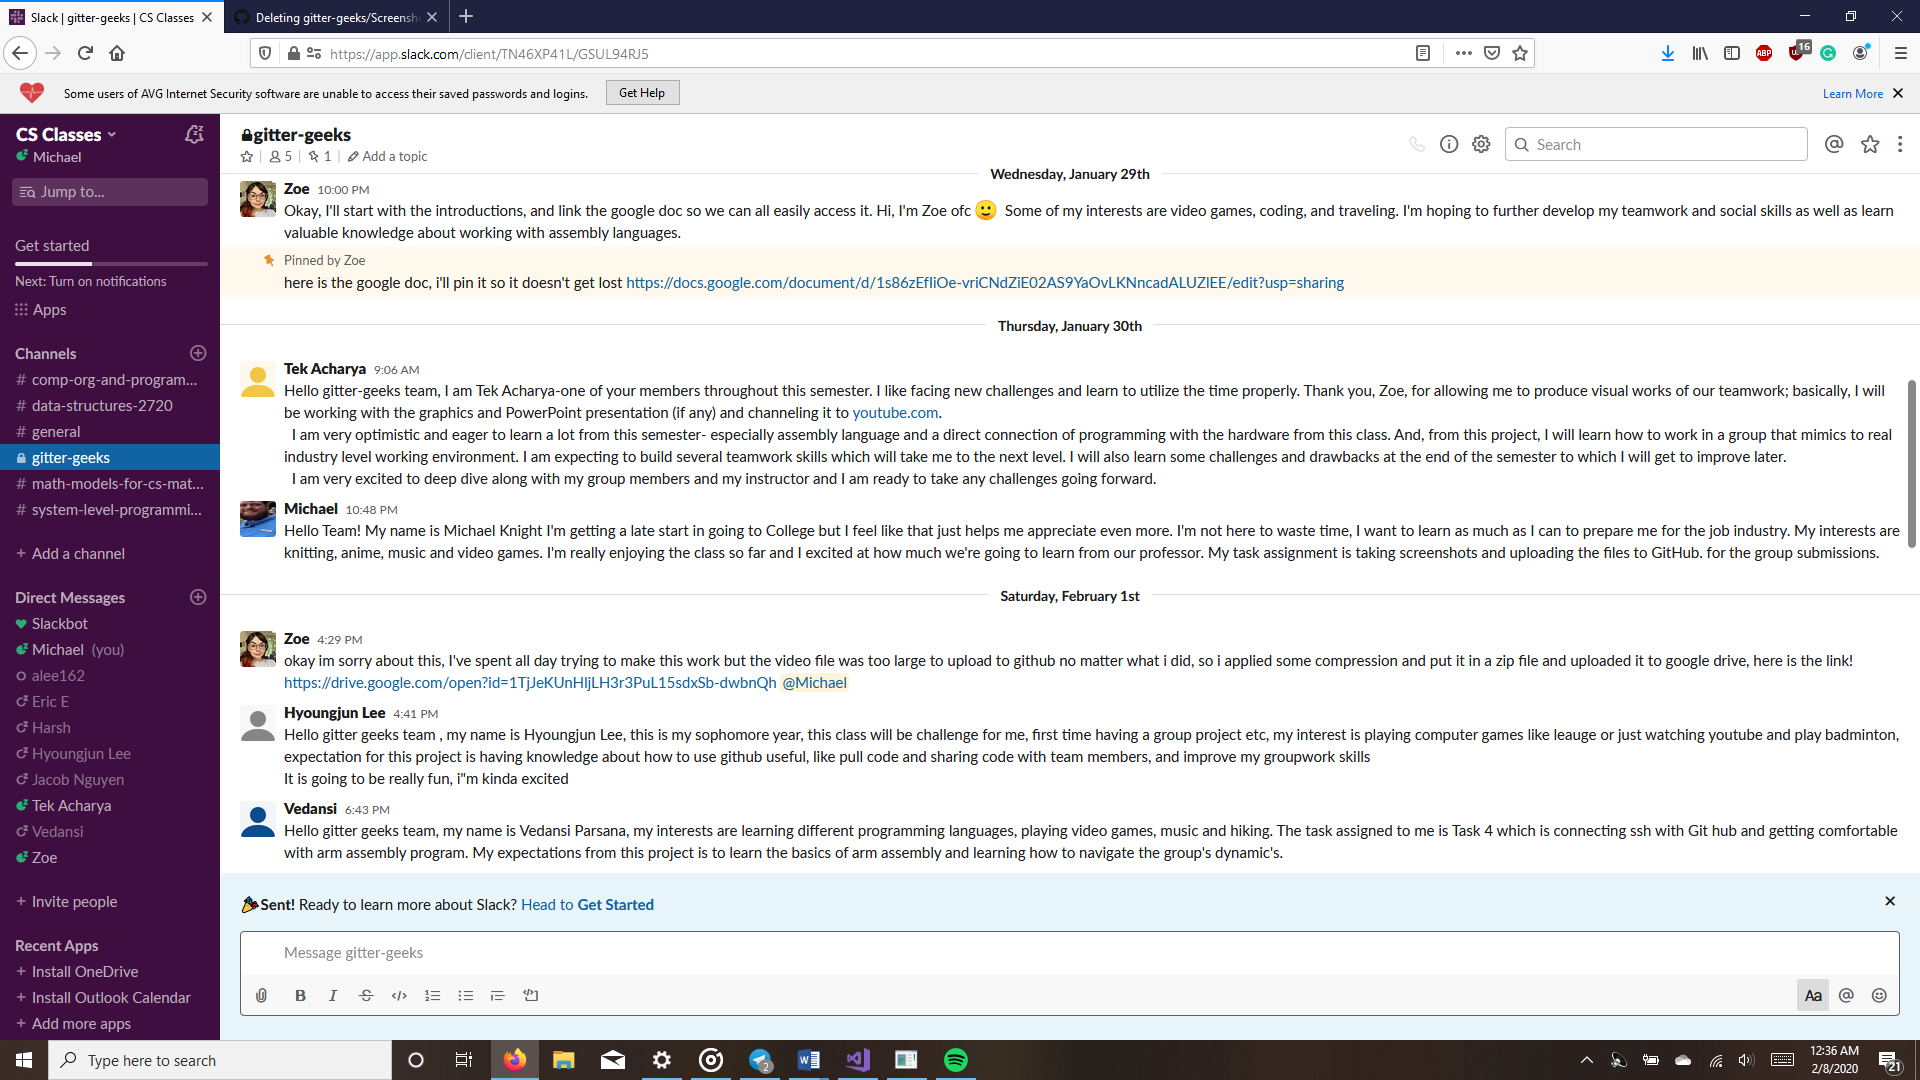 Slack | gitter-geeks | CS Classes
Deleting gitter-geeks/Screensh
https://app.slack.com/client/TN46XP41L/GSUL94RJ5
ABP
16
Some users of AVG Internet Security software are unable to access their saved passwords and logins.
Get Help
Learn More
CS Classes
Michael
Jump to...
Get started
Next: Turn on notifications
Apps
Channels
# comp-org-and-program...
# data-structures-2720
# general
gitter-geeks
# math-models-for-cs-mat...
# system-level-programmi...
+ Add a channel
Direct Messages
Slackbot
Michael (you)
alee162
Eric E
Harsh
Hyoungjun Lee
Jacob Nguyen
Tek Acharya
Vedansi
Zoe
+ Invite people
Recent Apps
+ Install OneDrive
+ Install Outlook Calendar
+ Add more apps
gitter-geeks
5 | 1 | Add a topic
Search
Wednesday, January 29th
Zoe 10:00 PM
Okay, I'll start with the introductions, and link the google doc so we can all easily access it. Hi, I'm Zoe ofc 🙂 Some of my interests are video games, coding, and traveling. I'm hoping to further develop my teamwork and social skills as well as learn
valuable knowledge about working with assembly languages.
Pinned by Zoe
here is the google doc, i'll pin it so it doesn't get lost https://docs.google.com/document/d/1s86zEfIiOe-vriCNdZiE02AS9YaOvLKNncadALUZlEE/edit?usp=sharing
Thursday, January 30th
Tek Acharya 9:06 AM
Hello gitter-geeks team, I am Tek Acharya-one of your members throughout this semester. I like facing new challenges and learn to utilize the time properly. Thank you, Zoe, for allowing me to produce visual works of our teamwork; basically, I will
be working with the graphics and PowerPoint presentation (if any) and channeling it to youtube.com.
I am very optimistic and eager to learn a lot from this semester- especially assembly language and a direct connection of programming with the hardware from this class. And, from this project, I will learn how to work in a group that mimics to real
industry level working environment. I am expecting to build several teamwork skills which will take me to the next level. I will also learn some challenges and drawbacks at the end of the semester to which I will get to improve later.
I am very excited to deep dive along with my group members and my instructor and I am ready to take any challenges going forward.
Michael 10:48 PM
Hello Team! My name is Michael Knight I'm getting a late start in going to College but I feel like that just helps me appreciate even more. I'm not here to waste time, I want to learn as much as I can to prepare me for the job industry. My interests are
knitting, anime, music and video games. I'm really enjoying the class so far and I excited at how much we're going to learn from our professor. My task assignment is taking screenshots and uploading the files to GitHub. for the group submissions.
Saturday, February 1st
Zoe 4:29 PM
okay im sorry about this, I've spent all day trying to make this work but the video file was too large to upload to github no matter what i did, so i applied some compression and put it in a zip file and uploaded it to google drive, here is the link!
https://drive.google.com/open?id=1TjJeKUnHljLH3r3PuL15sdxSb-dwbnQh @Michael
Hyoungjun Lee 4:41 PM
Hello gitter geeks team , my name is Hyoungjun Lee, this is my sophomore year, this class will be challenge for me, first time having a group project etc, my interest is playing computer games like leauge or just watching youtube and play badminton,
expectation for this project is having knowledge about how to use github useful, like pull code and sharing code with team members, and improve my groupwork skills
It is going to be really fun, i"m kinda excited
Vedansi 6:43 PM
Hello gitter geeks team, my name is Vedansi Parsana, my interests are learning different programming languages, playing video games, music and hiking. The task assigned to me is Task 4 which is connecting ssh with Git hub and getting comfortable
with arm assembly program. My expectations from this project is to learn the basics of arm assembly and learning how to navigate the group's dynamic's.
Sent! Ready to learn more about Slack? Head to Get Started
Message gitter-geeks
B I S Aa @
Type here to search
2
12:36 AM
2/8/2020
21